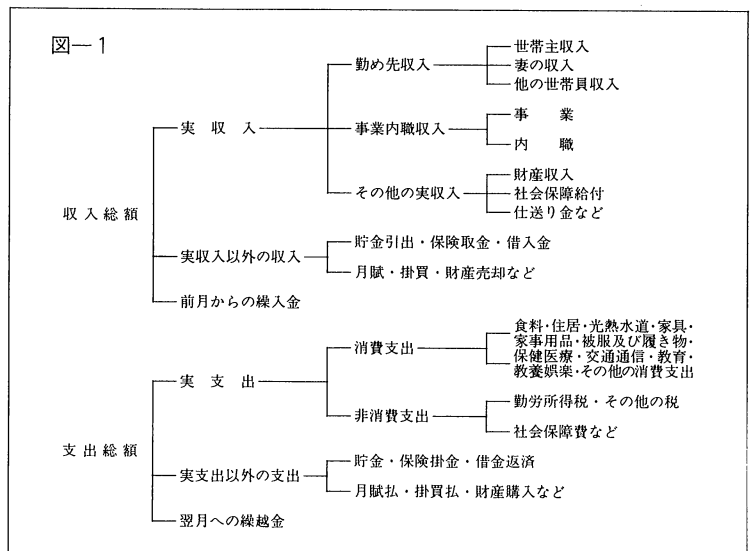 図―1
収入総額
実収入
勤め先収入
世帯主収入
妻の収入
他の世帯員収入
事業内職収入
事業
内職
その他の実収入
財産収入
社会保障給付
仕送り金など
実収入以外の収入
貯金引出・保険取金・借入金
月賦・掛買・財産売却など
前月からの繰入金
支出総額
実支出
消費支出
食料・住居・光熱水道・家具・
家事用品・被服及び履き物・
保健医療・交通通信・教育・
教養娯楽・その他の消費支出
非消費支出
勤労所得税・その他の税
社会保障費など
実支出以外の支出
貯金・保険掛金・借金返済
月賦払・掛買払・財産購入など
翌月への繰越金